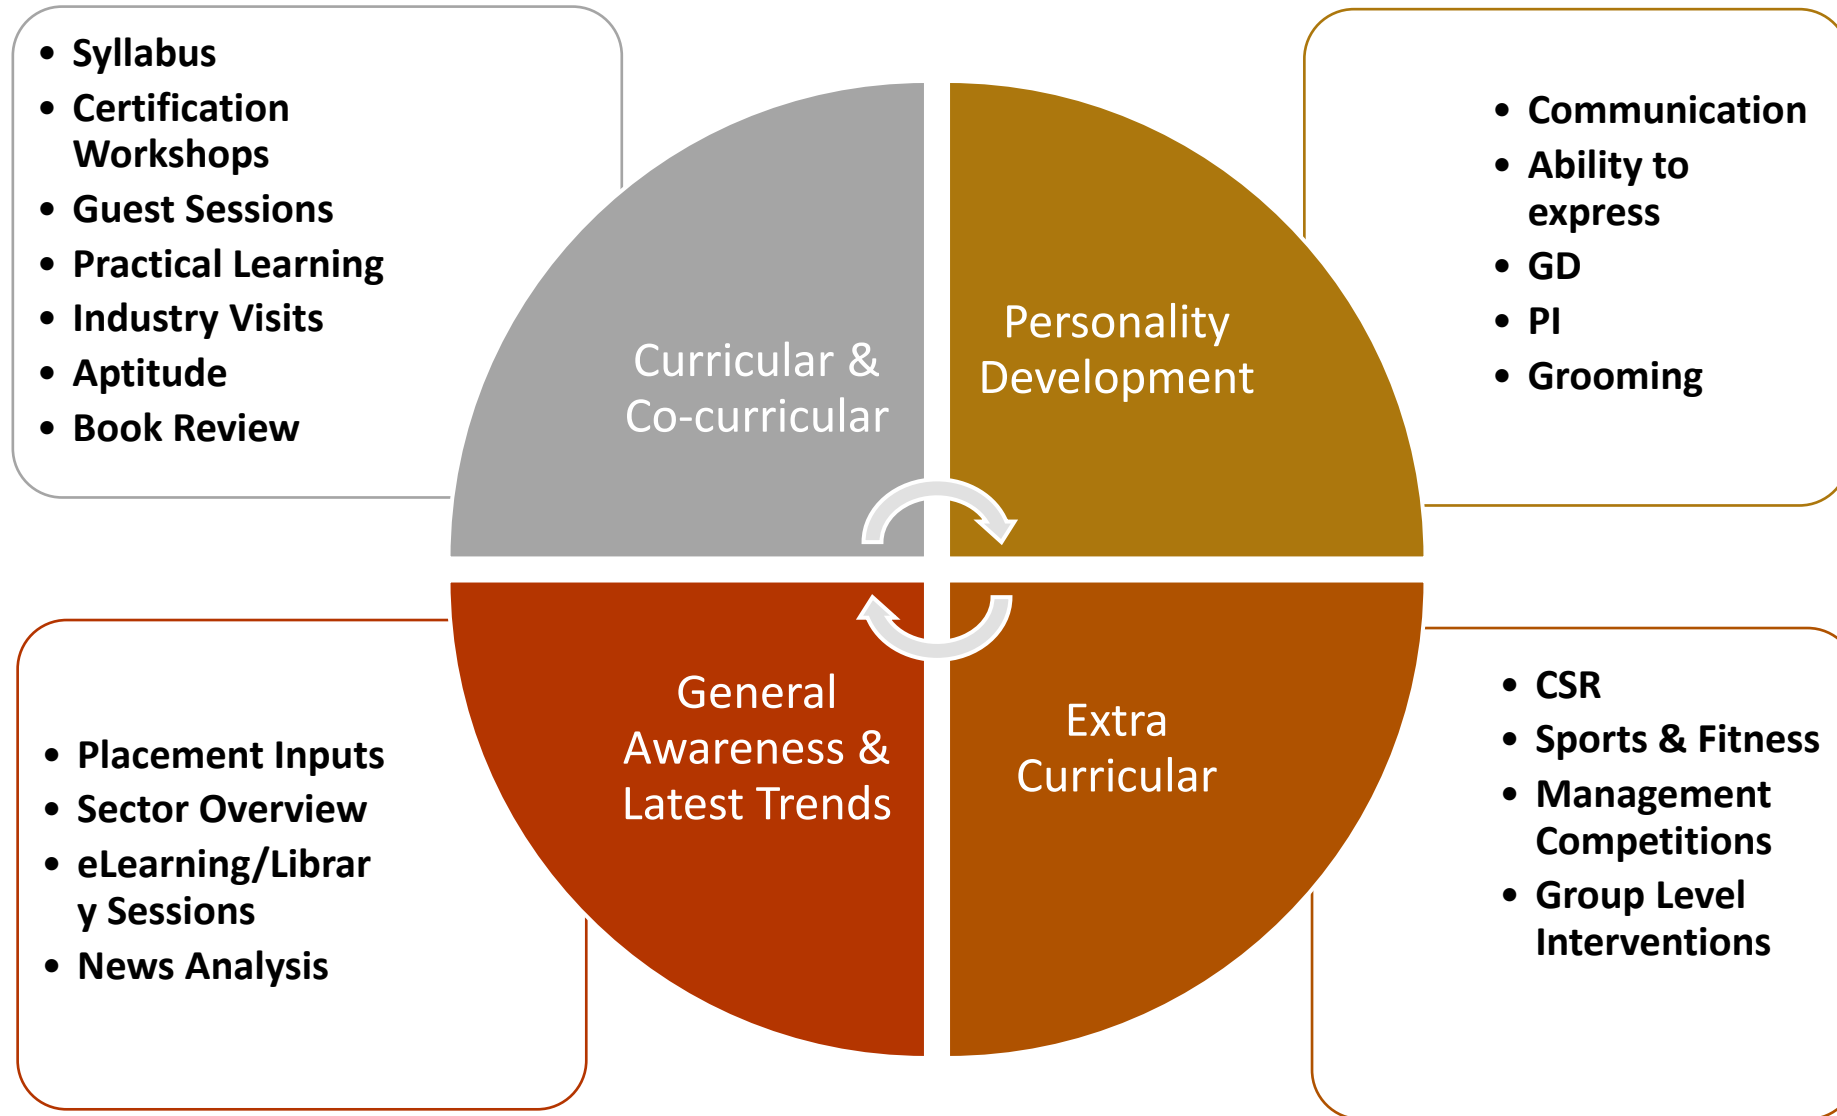 • Syllabus
• Certification
Workshops
• Guest Sessions
• Practical Learning
• Industry Visits
• Aptitude
• Book Review
Curricular &
Co-curricular
Personality
Development
• Communication
• Ability to
express
• GD
• PI
• Grooming
• Placement Inputs
• Sector Overview
• eLearning/Librar
y Sessions
• News Analysis
General
Awareness &
Latest Trends
Extra
Curricular
• CSR
• Sports & Fitness
• Management
Competitions
• Group Level
Interventions